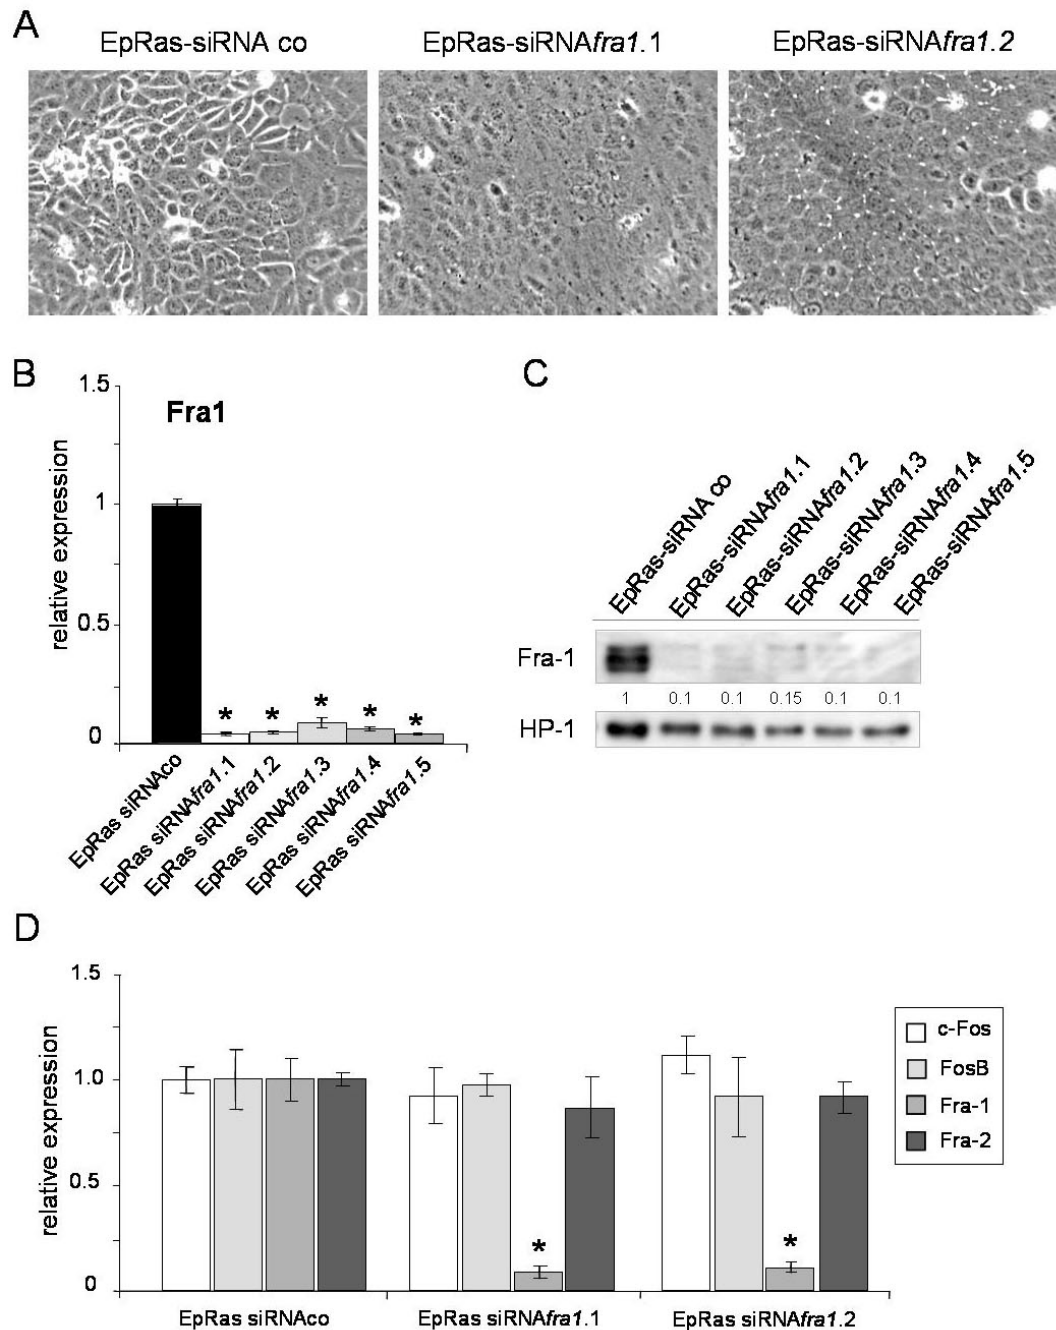 A
EpRas-siRNA co
EpRas-siRNAfra1.1
EpRas-siRNAfra1.2
B
1.5
Fra1
1
0.5
0
relative expression
*
*
*
*
*
EpRas siRNAco
EpRas siRNAfra1.1
EpRas siRNAfra1.2
EpRas siRNAfra1.3
EpRas siRNAfra1.4
EpRas siRNAfra1.5
C
EpRas-siRNA co
EpRas-siRNAfra1.1
EpRas-siRNAfra1.2
EpRas-siRNAfra1.3
EpRas-siRNAfra1.4
EpRas-siRNAfra1.5
Fra-1
1 0.1 0.1 0.15 0.1 0.1
HP-1
D
1.5
1.0
0.5
0
relative expression
*
*
EpRas siRNAco
EpRas siRNAfra1.1
EpRas siRNAfra1.2
c-Fos
FosB
Fra-1
Fra-2